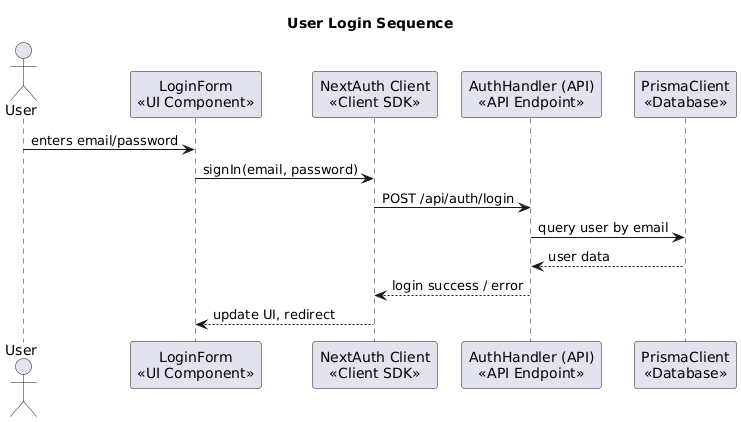 User Login Sequence
User
LoginForm
«UI Component»
NextAuth Client
«Client SDK»
AuthHandler (API)
«API Endpoint»
PrismaClient
«Database»
enters email/password
signIn(email, password)
POST /api/auth/login
query user by email
user data
login success / error
update UI, redirect
User
LoginForm
«UI Component»
NextAuth Client
«Client SDK»
AuthHandler (API)
«API Endpoint»
PrismaClient
«Database»